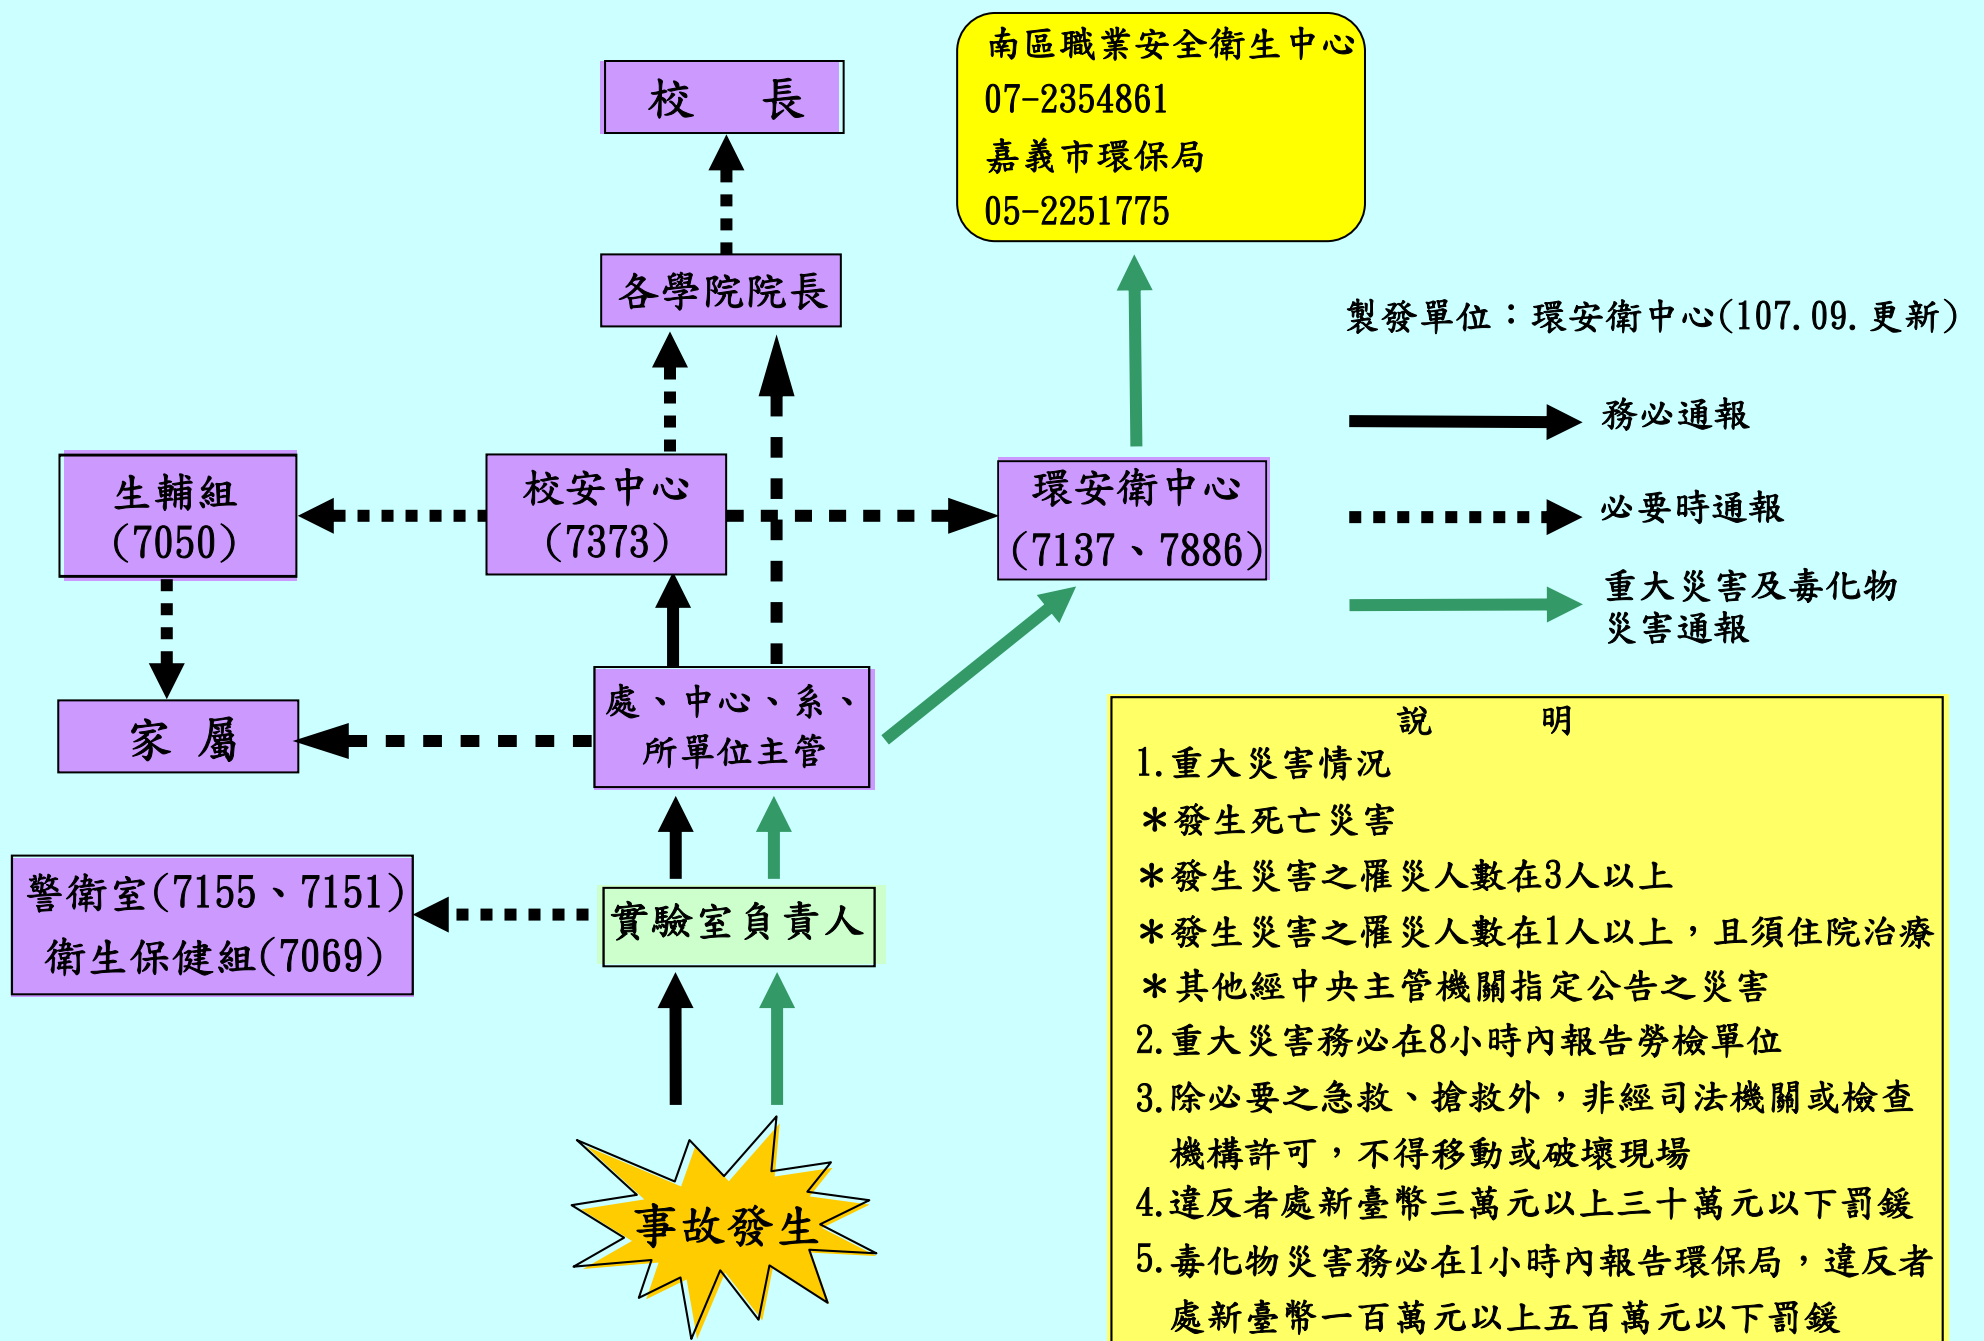 南區職業安全衛生中心
07-2354861
嘉義市環保局
05-2251775
校 長
各學院院長
製發單位：環安衛中心(107.09.更新)
務必通報
必要時通報
重大災害及毒化物
災害通報
生輔組
(7050)
校安中心
(7373)
環安衛中心
(7137、7886)
家屬
處、中心、系、
所單位主管
警衛室(7155、7151)
衛生保健組(7069)
實驗室負責人
事故發生
說 明
1.重大災害情況
＊發生死亡災害
＊發生災害之罹災人數在3人以上
＊發生災害之罹災人數在1人以上，且須住院治療
＊其他經中央主管機關指定公告之災害
2.重大災害務必在8小時內報告勞檢單位
3.除必要之急救、搶救外，非經司法機關或檢查
機構許可，不得移動或破壞現場
4.違反者處新臺幣三萬元以上三十萬元以下罰鍰
5.毒化物災害務必在1小時內報告環保局，違反者
處新臺幣一百萬元以上五百萬元以下罰鍰